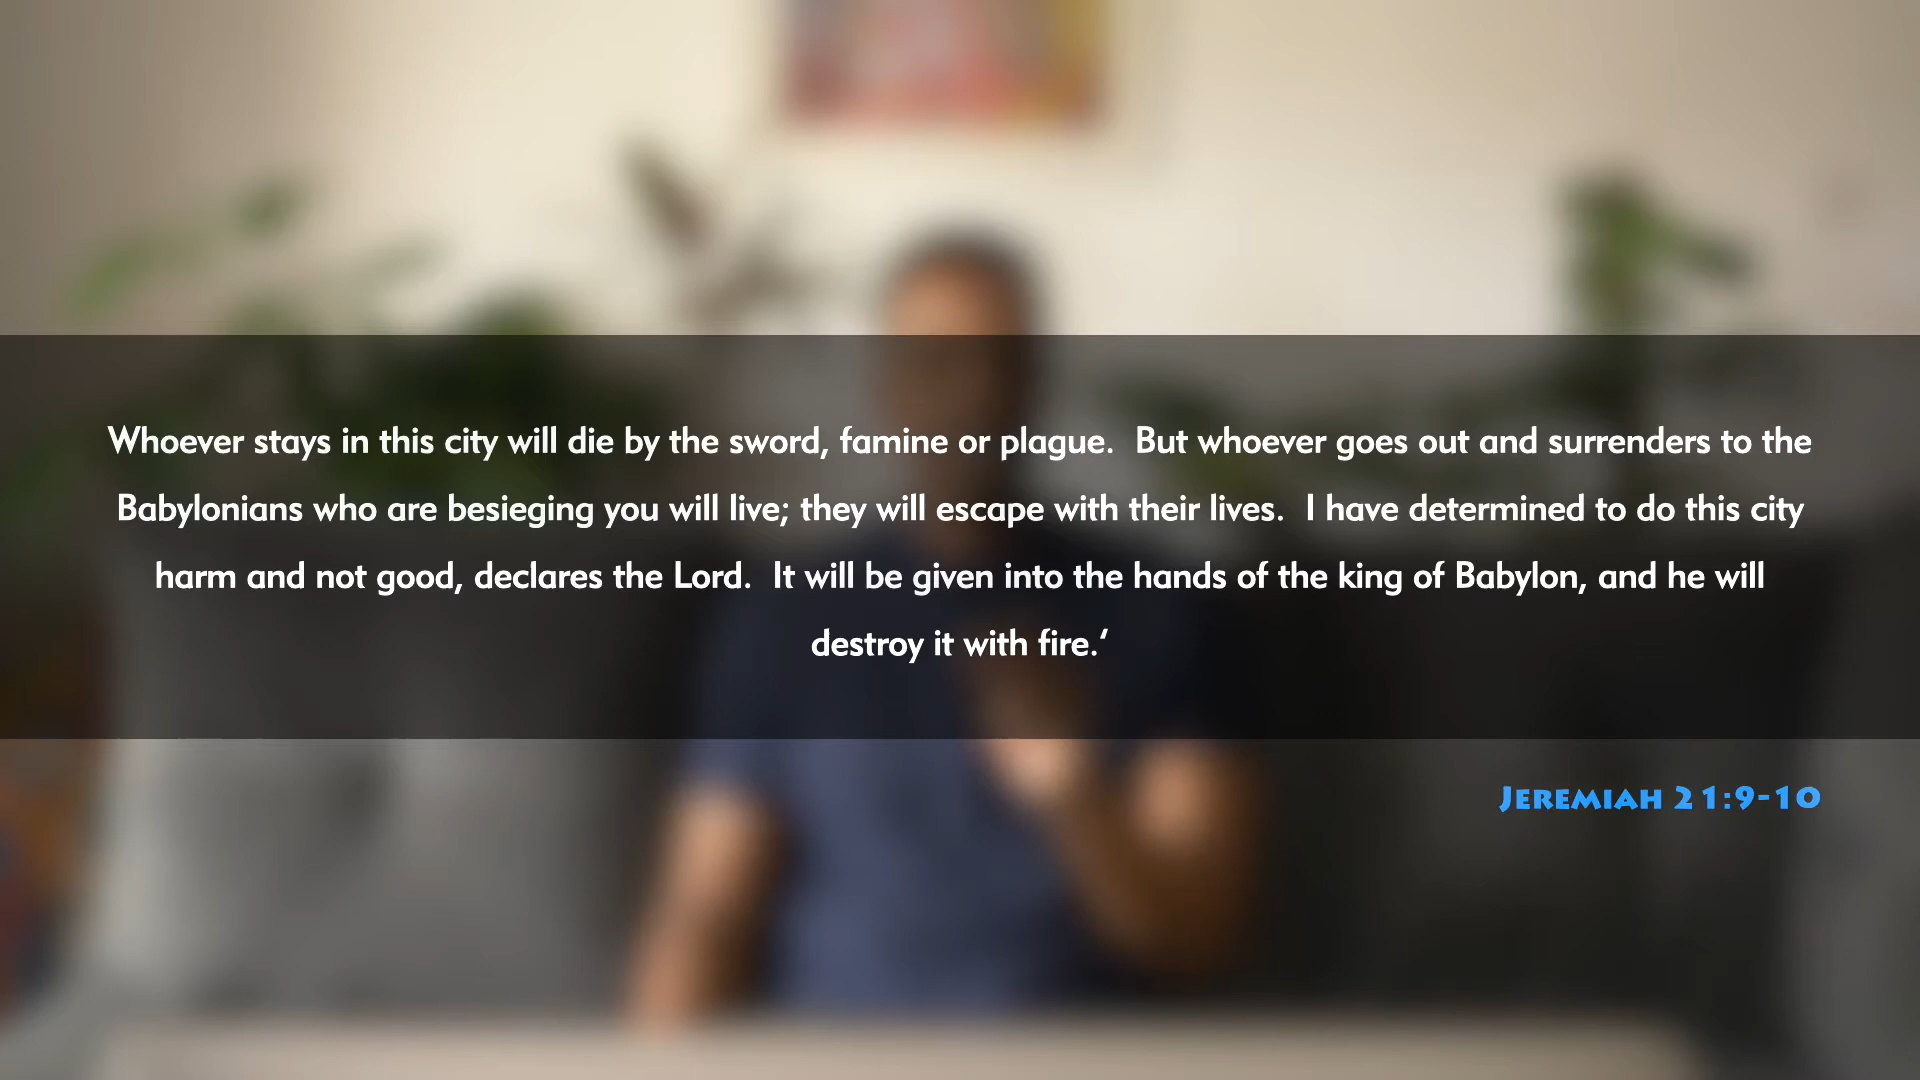 Whoever stays in this city will die by the sword, famine or plague.  But whoever goes out and surrenders to the
Babylonians who are besieging you will live; they will escape with their lives.  I have determined to do this city
harm and not good, declares the Lord.  It will be given into the hands of the king of Babylon, and he will
destroy it with fire.‘
Jeremiah 21:9-10